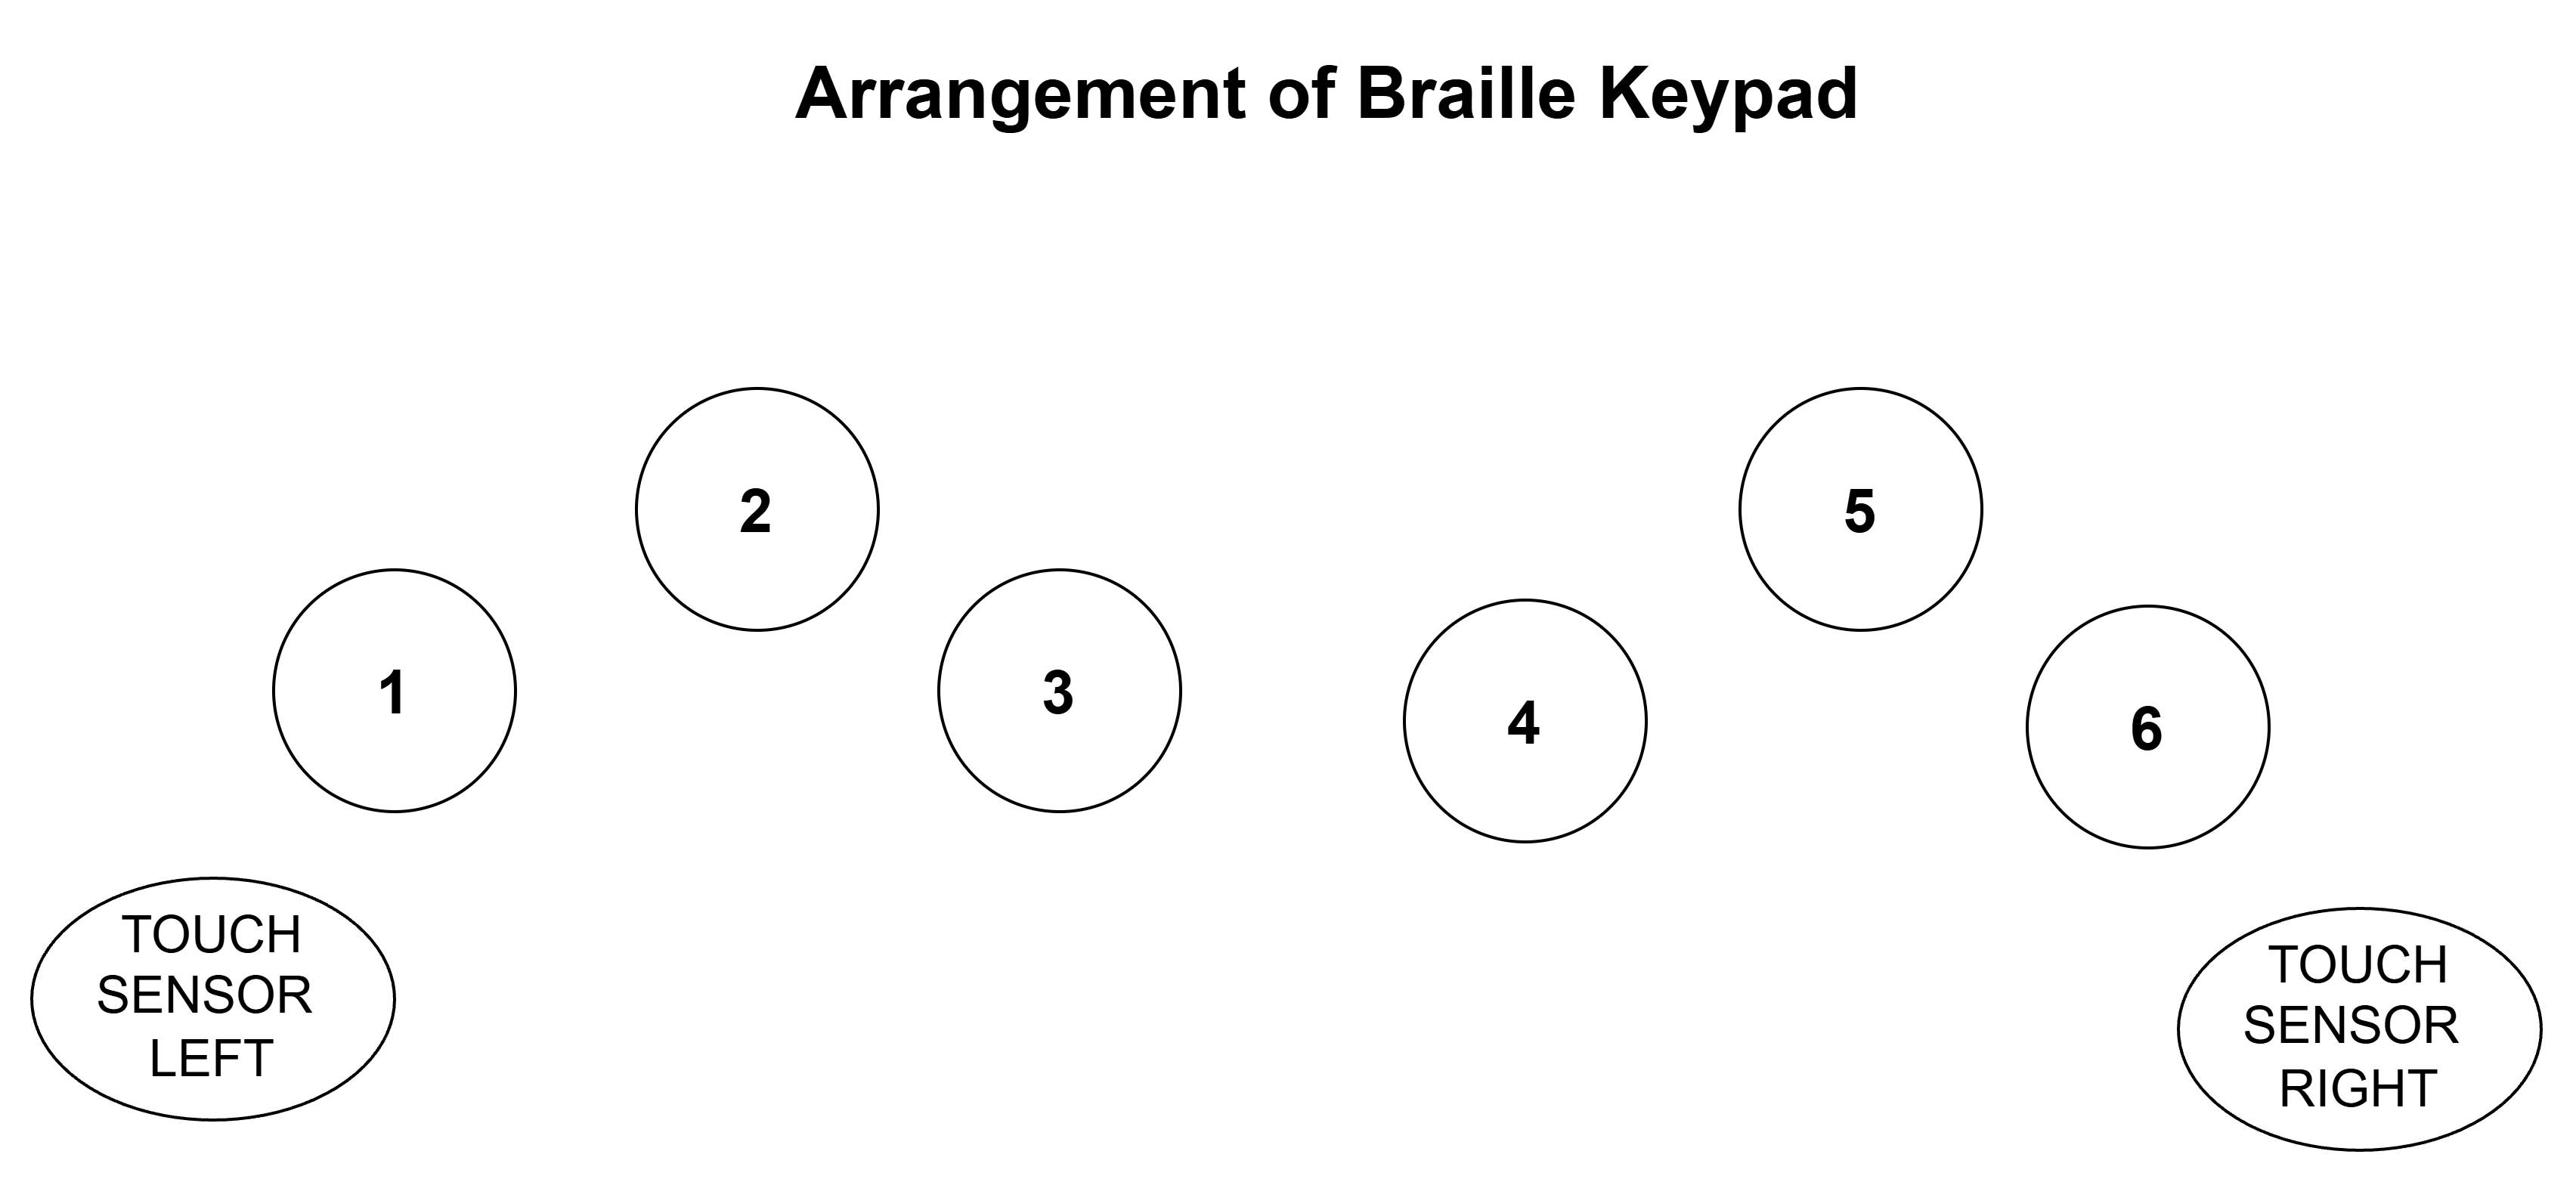 Arrangement of Braille Keypad
2
5
1
3
4
6
TOUCH
SENSOR
LEFT
TOUCH
SENSOR
RIGHT